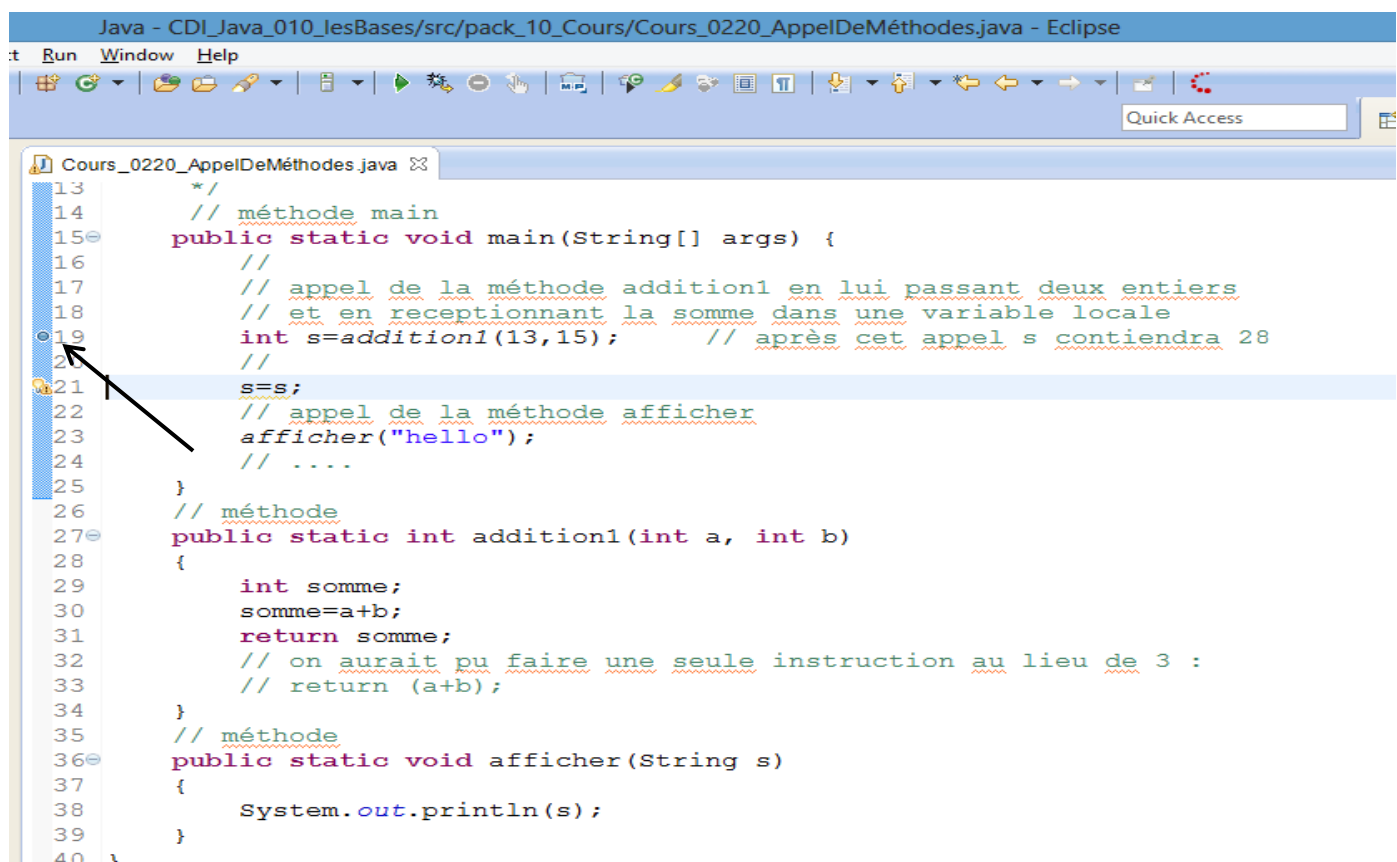 Java - CDI_Java_010_lesBases/src/pack_10_Cours/Cours_0220_AppelDeMéthodes.java - Eclipse
ct Run Window Help
Quick Access
Cours_0220_AppelDeMéthodes.java
13 */
14 // méthode main
15 public static void main(String[] args) {
16 //
17 // appel de la méthode addition1 en lui passant deux entiers
18 // et en receptionnant la somme dans une variable locale
19 int s=addition1(13,15); // après cet appel s contiendra 28
20 //
21 s=s;
22 // appel de la méthode afficher
23 afficher("hello");
24 // ....
25 }
26 // méthode
27 public static int addition1(int a, int b)
28 {
29 int somme;
30 somme=a+b;
31 return somme;
32 // on aurait pu faire une seule instruction au lieu de 3 :
33 // return (a+b);
34 }
35 // méthode
36 public static void afficher(String s)
37 {
38 System.out.println(s);
39 }
40 }